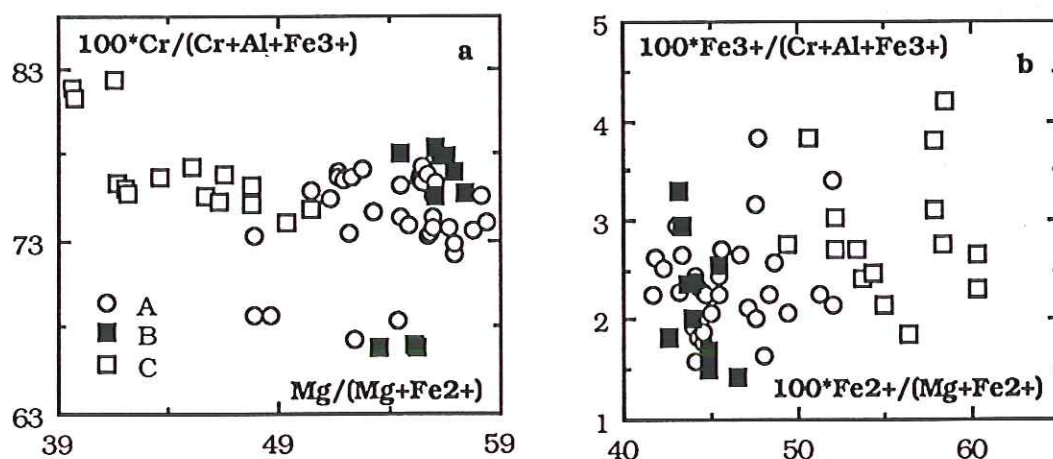 100*Cr/(Cr+Al+Fe3+)
a
83
73
63
A
B
C
Mg/(Mg+Fe2+)
39
49
59
5
100*Fe3+/(Cr+Al+Fe3+)
b
4
3
2
1
100*Fe2+/(Mg+Fe2+)
40
50
60